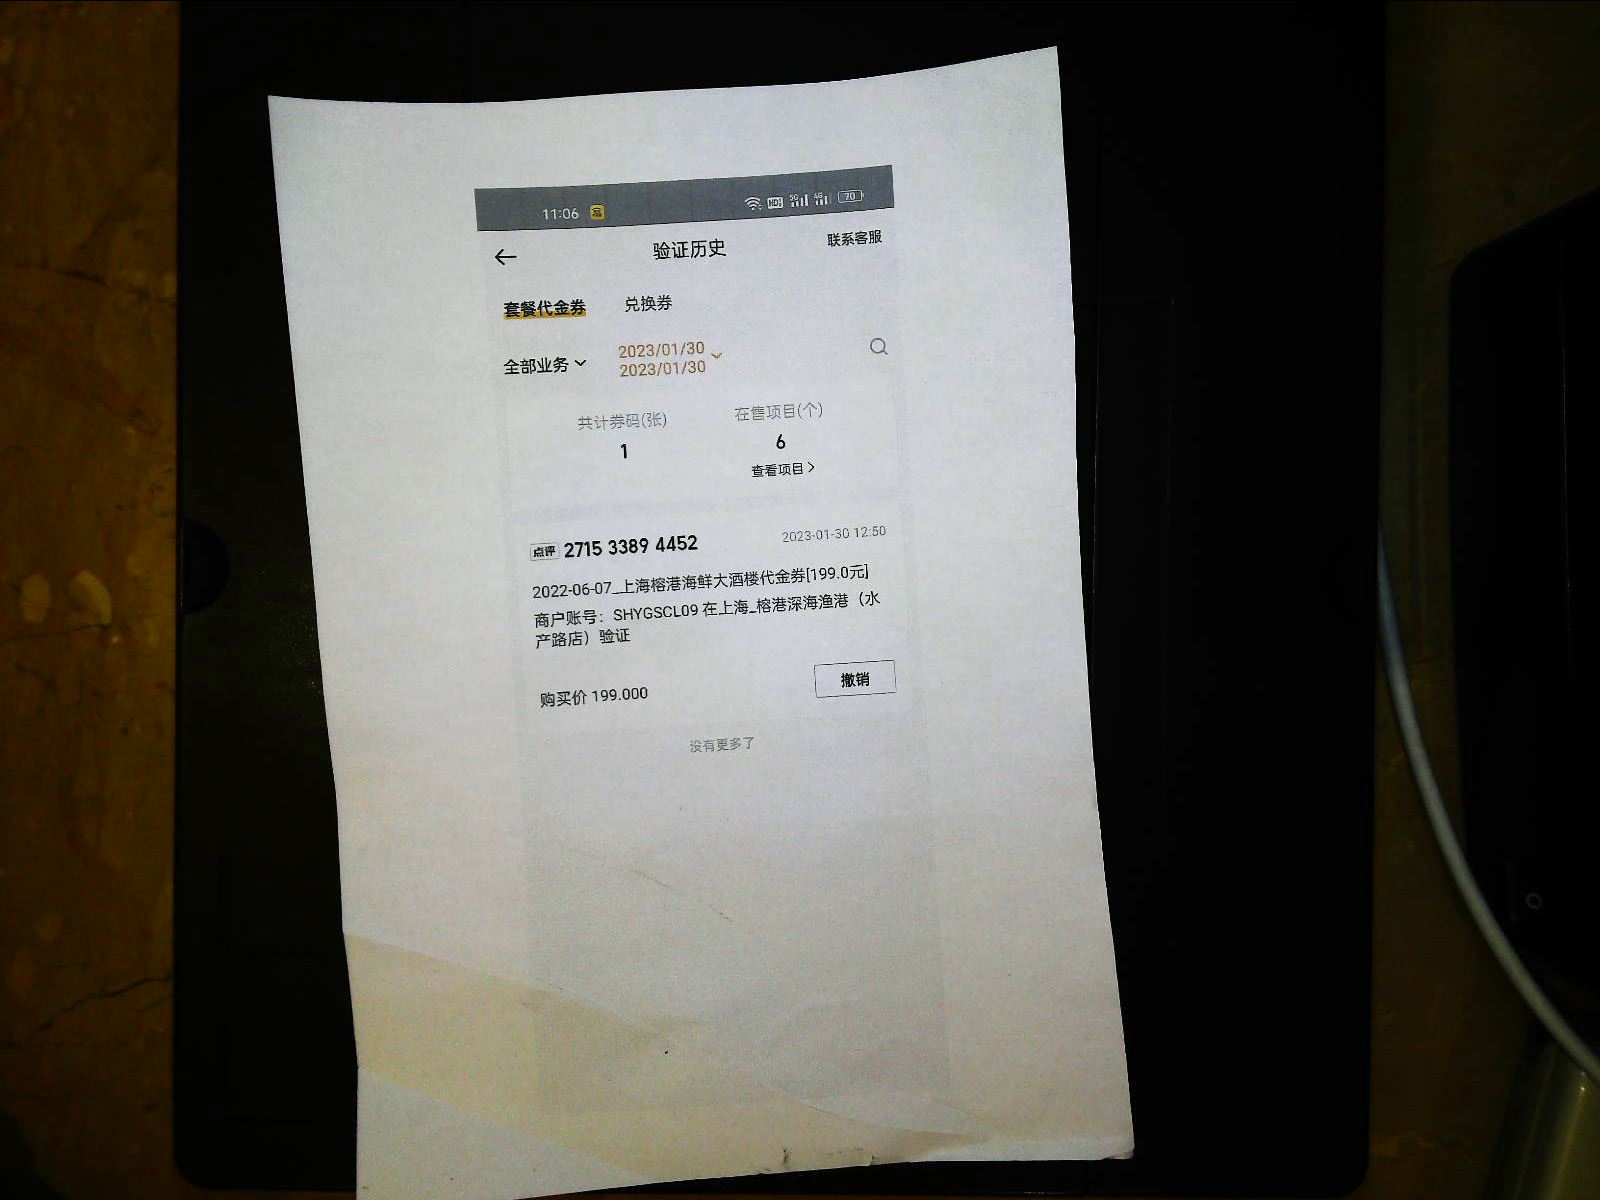 11:06
HD 5G 4G 70
验证历史
联系客服
套餐代金券
兑换券
全部业务
2023/01/30
2023/01/30
共计券码(张)
在售项目(个)
1
6
查看项目
点评 2715 3389 4452
2023-01-30 12:50
2022-06-07_上海榕港海鲜大酒楼代金券[199.0元]
商户账号：SHYGSCL09 在上海_榕港深海渔港（水
产路店）验证
购买价 199.000
撤销
没有更多了